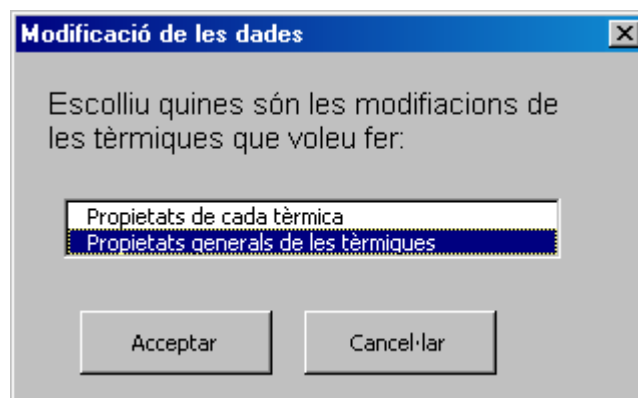 Modificació de les dades
Escolliu quines són les modifiacions de
les tèrmiques que voleu fer:
Propietats de cada tèrmica
Propietats generals de les tèrmiques
Acceptar
Cancel·lar